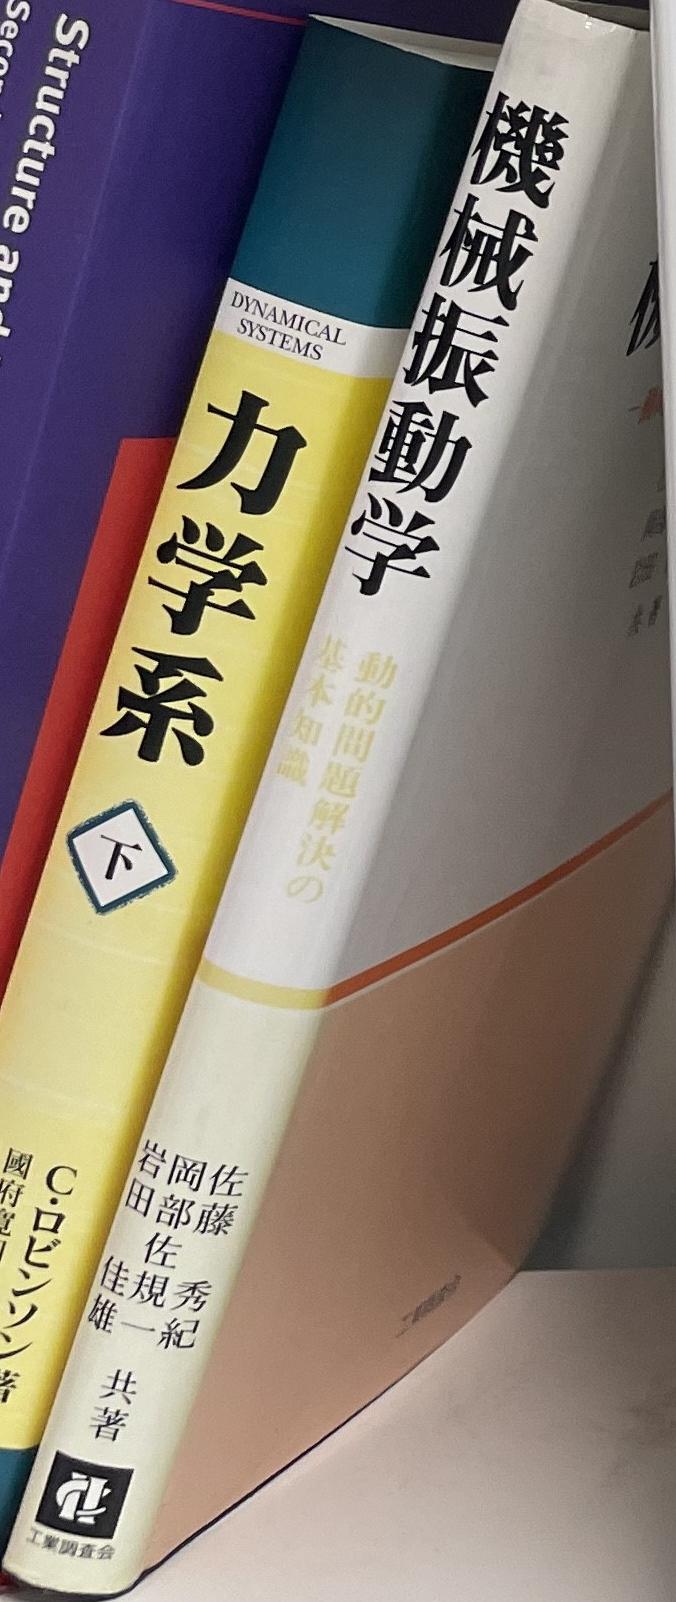 Structure and
DYNAMICAL
SYSTEMS
力学系
下
C・ロビンソン著
機械振動学
動的問題解決の
基本知識
佐藤秀紀
岡部佐規一
岩田佳雄
共著
工業調査会